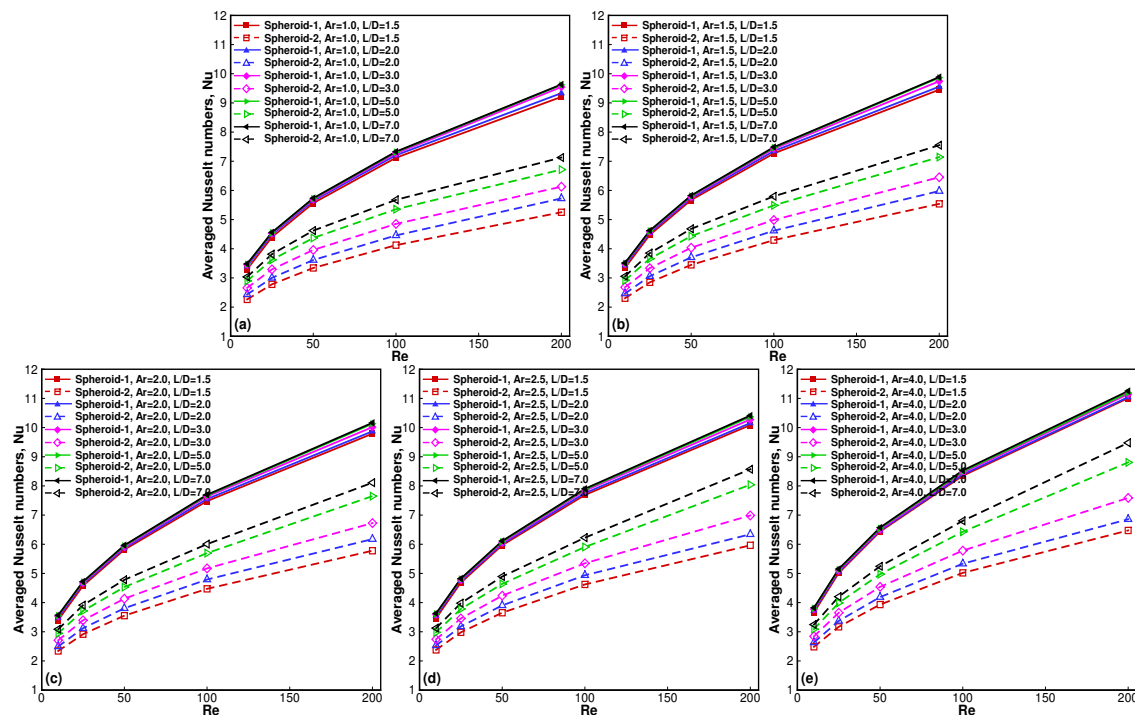 Averaged Nusselt numbers, Nu
12
11
10
9
8
7
6
5
4
3
2
1
Spheroid-1, Ar=1.0, L/D=1.5
Spheroid-2, Ar=1.0, L/D=1.5
Spheroid-1, Ar=1.0, L/D=2.0
Spheroid-2, Ar=1.0, L/D=2.0
Spheroid-1, Ar=1.0, L/D=3.0
Spheroid-2, Ar=1.0, L/D=3.0
Spheroid-1, Ar=1.0, L/D=5.0
Spheroid-2, Ar=1.0, L/D=5.0
Spheroid-1, Ar=1.0, L/D=7.0
Spheroid-2, Ar=1.0, L/D=7.0
(a)
0 50 100 150 200
Re
Averaged Nusselt numbers, Nu
12
11
10
9
8
7
6
5
4
3
2
1
Spheroid-1, Ar=1.5, L/D=1.5
Spheroid-2, Ar=1.5, L/D=1.5
Spheroid-1, Ar=1.5, L/D=2.0
Spheroid-2, Ar=1.5, L/D=2.0
Spheroid-1, Ar=1.5, L/D=3.0
Spheroid-2, Ar=1.5, L/D=3.0
Spheroid-1, Ar=1.5, L/D=5.0
Spheroid-2, Ar=1.5, L/D=5.0
Spheroid-1, Ar=1.5, L/D=7.0
Spheroid-2, Ar=1.5, L/D=7.0
(b)
0 50 100 150 200
Re
Averaged Nusselt numbers, Nu
12
11
10
9
8
7
6
5
4
3
2
1
Spheroid-1, Ar=2.0, L/D=1.5
Spheroid-2, Ar=2.0, L/D=1.5
Spheroid-1, Ar=2.0, L/D=2.0
Spheroid-2, Ar=2.0, L/D=2.0
Spheroid-1, Ar=2.0, L/D=3.0
Spheroid-2, Ar=2.0, L/D=3.0
Spheroid-1, Ar=2.0, L/D=5.0
Spheroid-2, Ar=2.0, L/D=5.0
Spheroid-1, Ar=2.0, L/D=7.0
Spheroid-2, Ar=2.0, L/D=7.0
(c)
0 50 100 150 200
Re
Averaged Nusselt numbers, Nu
12
11
10
9
8
7
6
5
4
3
2
1
Spheroid-1, Ar=2.5, L/D=1.5
Spheroid-2, Ar=2.5, L/D=1.5
Spheroid-1, Ar=2.5, L/D=2.0
Spheroid-2, Ar=2.5, L/D=2.0
Spheroid-1, Ar=2.5, L/D=3.0
Spheroid-2, Ar=2.5, L/D=3.0
Spheroid-1, Ar=2.5, L/D=5.0
Spheroid-2, Ar=2.5, L/D=5.0
Spheroid-1, Ar=2.5, L/D=7.0
Spheroid-2, Ar=2.5, L/D=7.0
(d)
0 50 100 150 200
Re
Averaged Nusselt numbers, Nu
12
11
10
9
8
7
6
5
4
3
2
1
Spheroid-1, Ar=4.0, L/D=1.5
Spheroid-2, Ar=4.0, L/D=1.5
Spheroid-1, Ar=4.0, L/D=2.0
Spheroid-2, Ar=4.0, L/D=2.0
Spheroid-1, Ar=4.0, L/D=3.0
Spheroid-2, Ar=4.0, L/D=3.0
Spheroid-1, Ar=4.0, L/D=5.0
Spheroid-2, Ar=4.0, L/D=5.0
Spheroid-1, Ar=4.0, L/D=7.0
Spheroid-2, Ar=4.0, L/D=7.0
(e)
0 50 100 150 200
Re